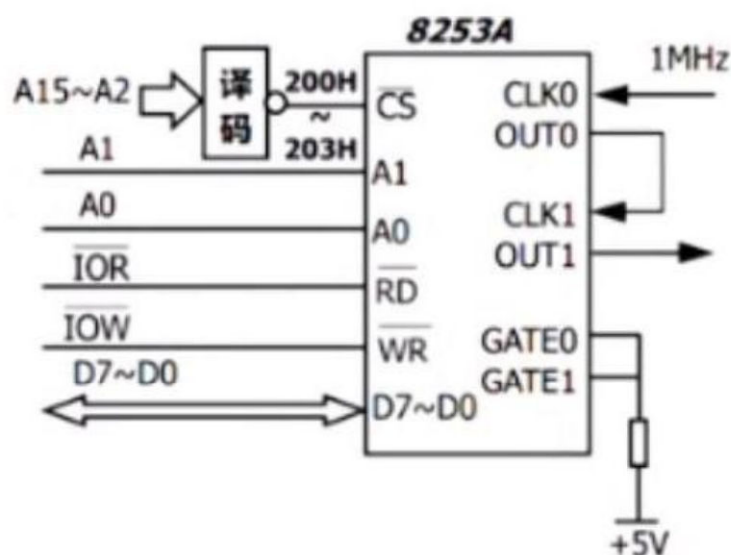 8253A
1MHz
A15~A2
译码
200H
~
203H
CS
CLK0
OUT0
A1
A1
CLK1
A0
A0
OUT1
IOR
RD
IOW
WR
GATE0
GATE1
D7~D0
D7~D0
+5V